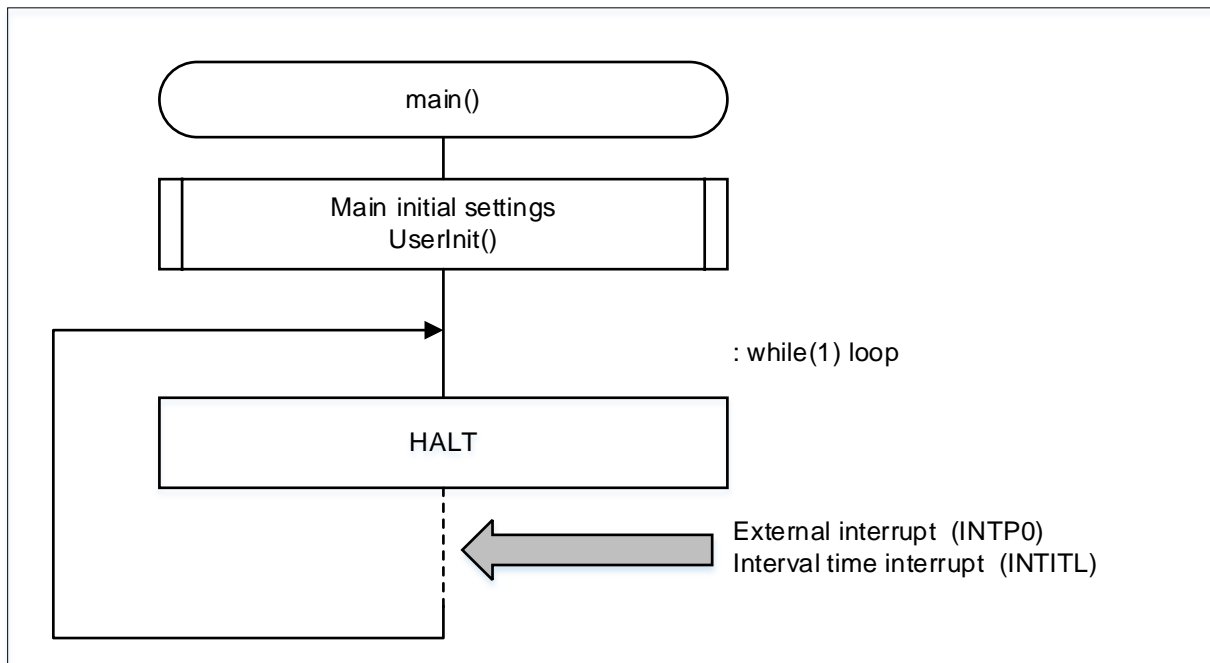 main()
Main initial settings
UserInit()
: while(1) loop
HALT
External interrupt (INTP0)
Interval time interrupt (INTITL)